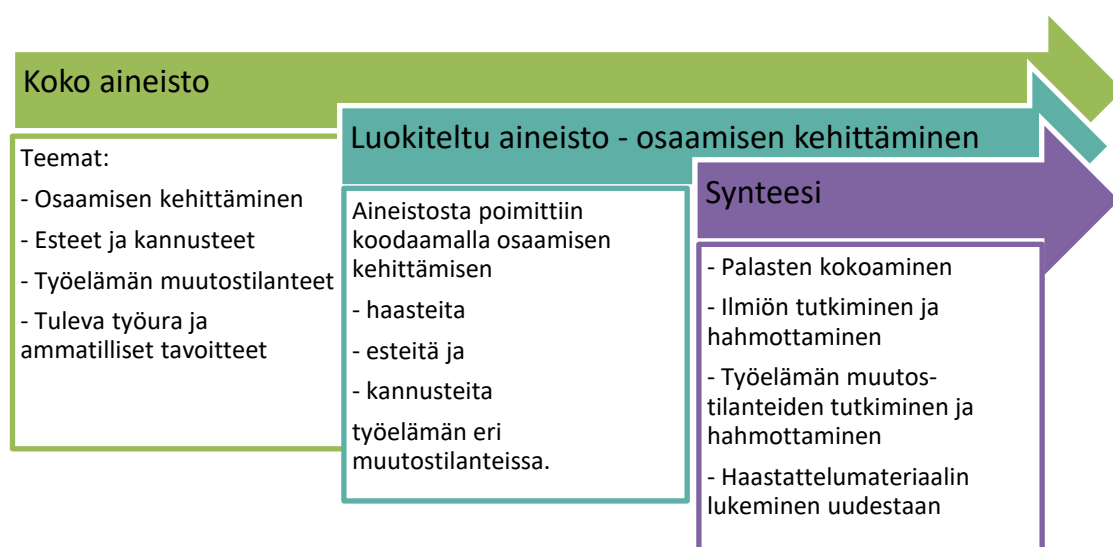 Koko aineisto
Teemat:
- Osaamisen kehittäminen
- Esteet ja kannusteet
- Työelämän muutostilanteet
- Tuleva työura ja
ammatilliset tavoitteet
Luokiteltu aineisto - osaamisen kehittäminen
Aineistosta poimittiin
koodaamalla osaamisen
kehittämisen
- haasteita
- esteitä ja
- kannusteita
työelämän eri
muutostilanteissa.
Synteesi
- Palasten kokoaminen
- Ilmiön tutkiminen ja
hahmottaminen
- Työelämän muutos-
tilanteiden tutkiminen ja
hahmottaminen
- Haastattelumateriaalin
lukeminen uudestaan